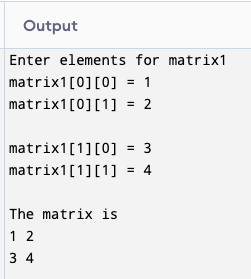 Output
Enter elements for matrix1
matrix1[0][0] = 1
matrix1[0][1] = 2
matrix1[1][0] = 3
matrix1[1][1] = 4
The matrix is
1 2
3 4